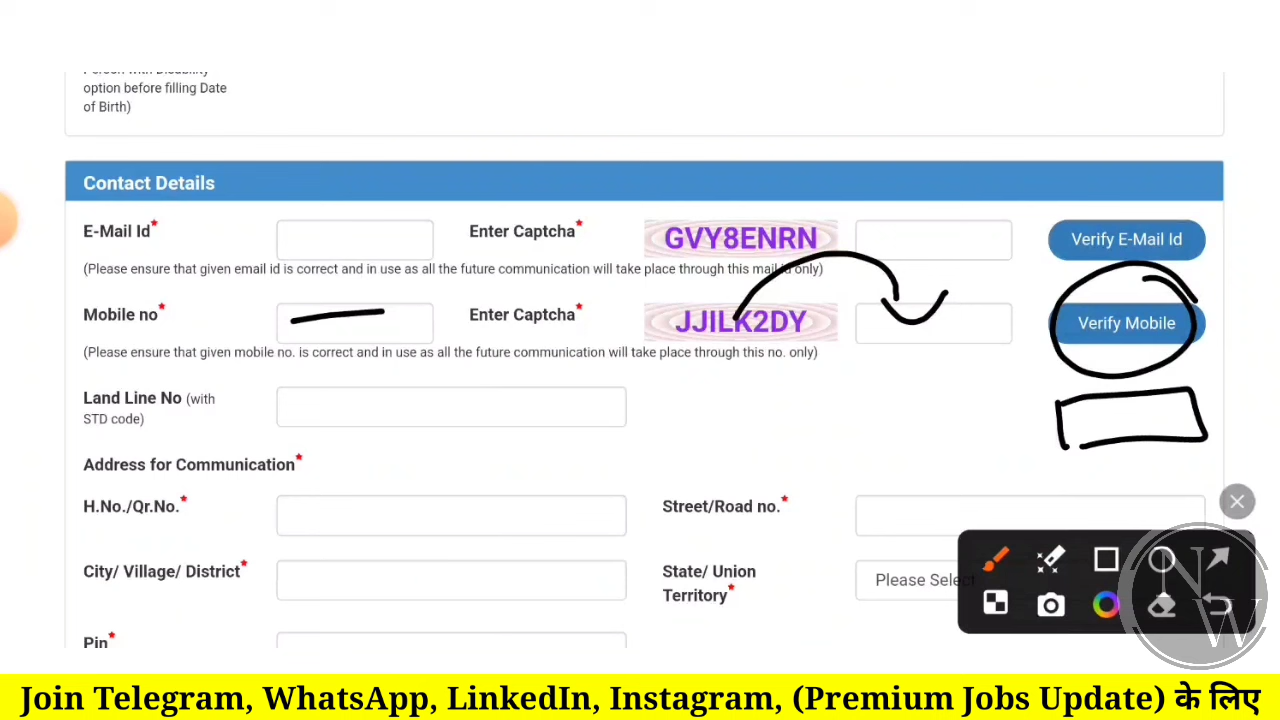 Person with Disability
option before filling Date
of Birth)
Contact Details
E-Mail Id* Enter Captcha* GVY8ENRN Verify E-Mail Id
(Please ensure that given email id is correct and in use as all the future communication will take place through this mail id only)
Mobile no* Enter Captcha* JJILK2DY Verify Mobile
(Please ensure that given mobile no. is correct and in use as all the future communication will take place through this no. only)
Land Line No (with
STD code)
Address for Communication*
H.No./Qr.No.* Street/Road no.*
City/ Village/ District* State/ Union
Territory* Please Select
Pin*
N
W
Join Telegram, WhatsApp, LinkedIn, Instagram, (Premium Jobs Update) के लिए